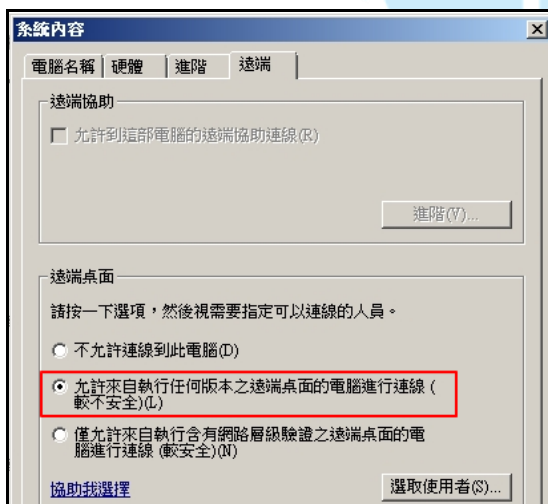 系統內容
電腦名稱 硬體 進階 遠端
遠端協助
允許到這部電腦的遠端協助連線(R)
進階(V)...
遠端桌面
請按一下選項，然後視需要指定可以連線的人員。
不允許連線到此電腦(D)
允許來自執行任何版本之遠端桌面的電腦進行連線 (
較不安全)(L)
僅允許來自執行含有網路層級驗證之遠端桌面的電
腦進行連線 (較安全)(N)
協助我選擇 選取使用者(S)...